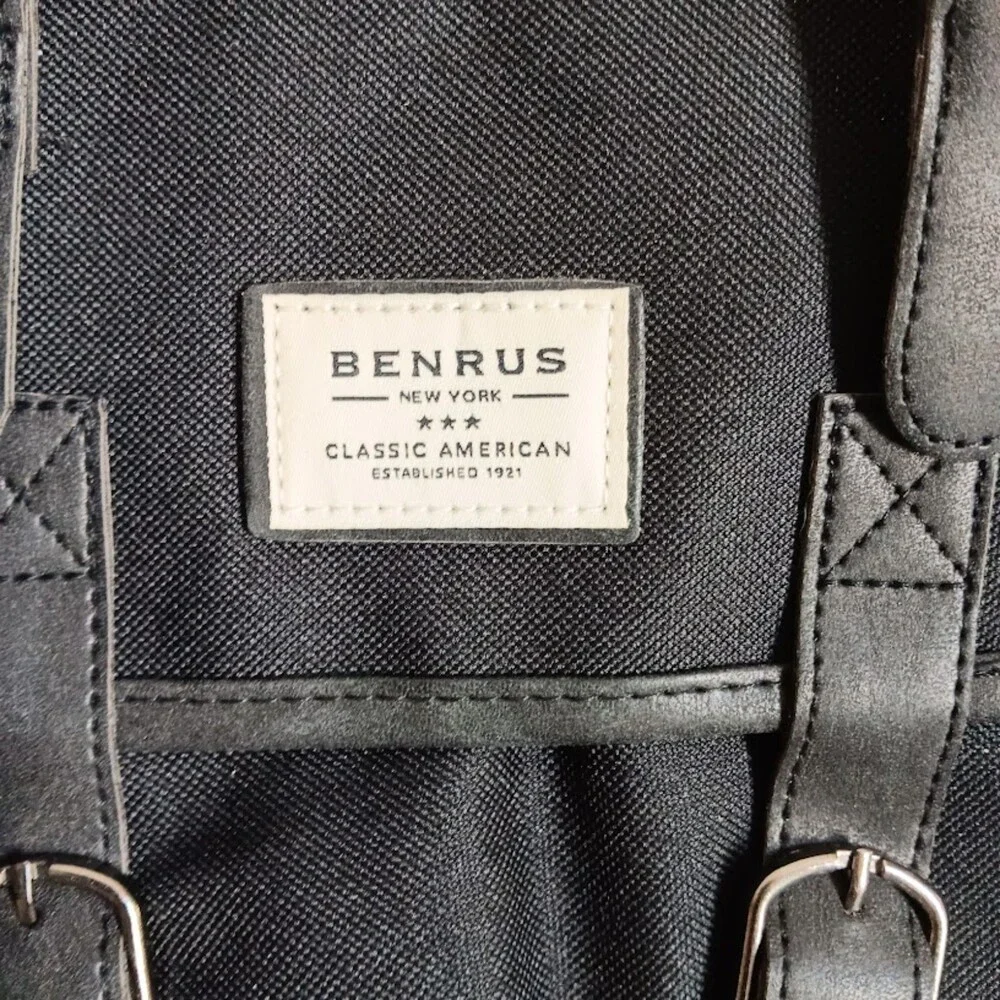 BENRUS
NEW YORK
★★★
CLASSIC AMERICAN
ESTABLISHED 1921